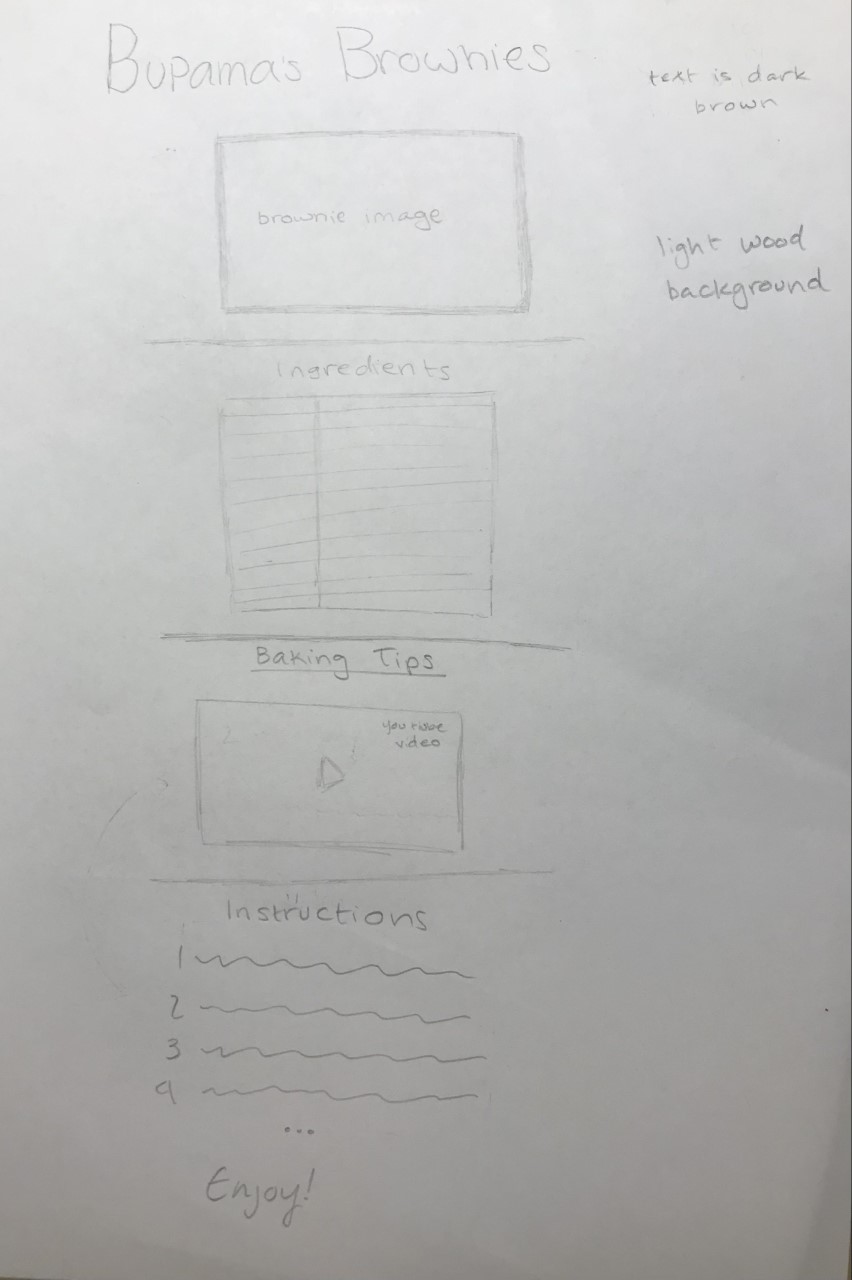 Bupama's Brownies
text is dark
brown
brownie image
light wood
background
Ingredients
Baking Tips
video
Instructions
1
2
3
4
...
Enjoy!